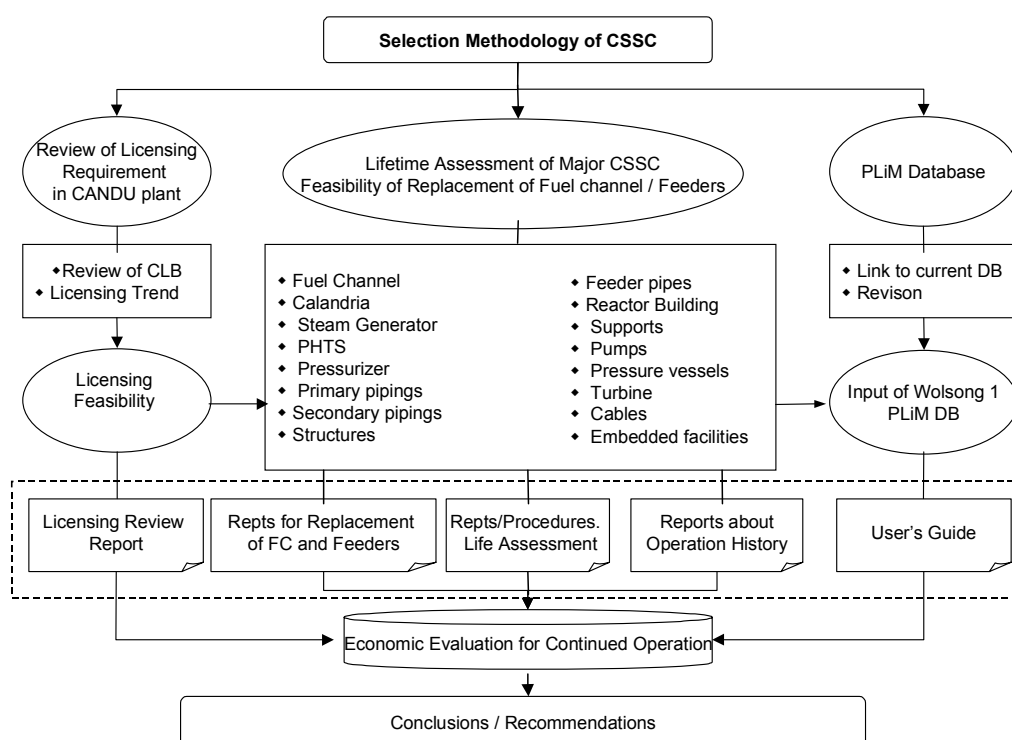 Selection Methodology of CSSC
Review of Licensing
Requirement
in CANDU plant
Lifetime Assessment of Major CSSC
Feasibility of Replacement of Fuel channel / Feeders
PLiM Database
◆Review of CLB
◆ Licensing Trend
◆ Fuel Channel
◆ Calandria
◆ Steam Generator
◆ PHTS
◆ Pressurizer
◆ Primary pipings
◆ Secondary pipings
◆ Structures
◆ Feeder pipes
◆ Reactor Building
◆ Supports
◆ Pumps
◆ Pressure vessels
◆ Turbine
◆ Cables
◆ Embedded facilities
◆ Link to current DB
◆ Revison
Licensing
Feasibility
Input of Wolsong 1
PLiM DB
Licensing Review
Report
Repts for Replacement
of FC and Feeders
Repts/Procedures.
Life Assessment
Reports about
Operation History
User's Guide
Economic Evaluation for Continued Operation
Conclusions / Recommendations